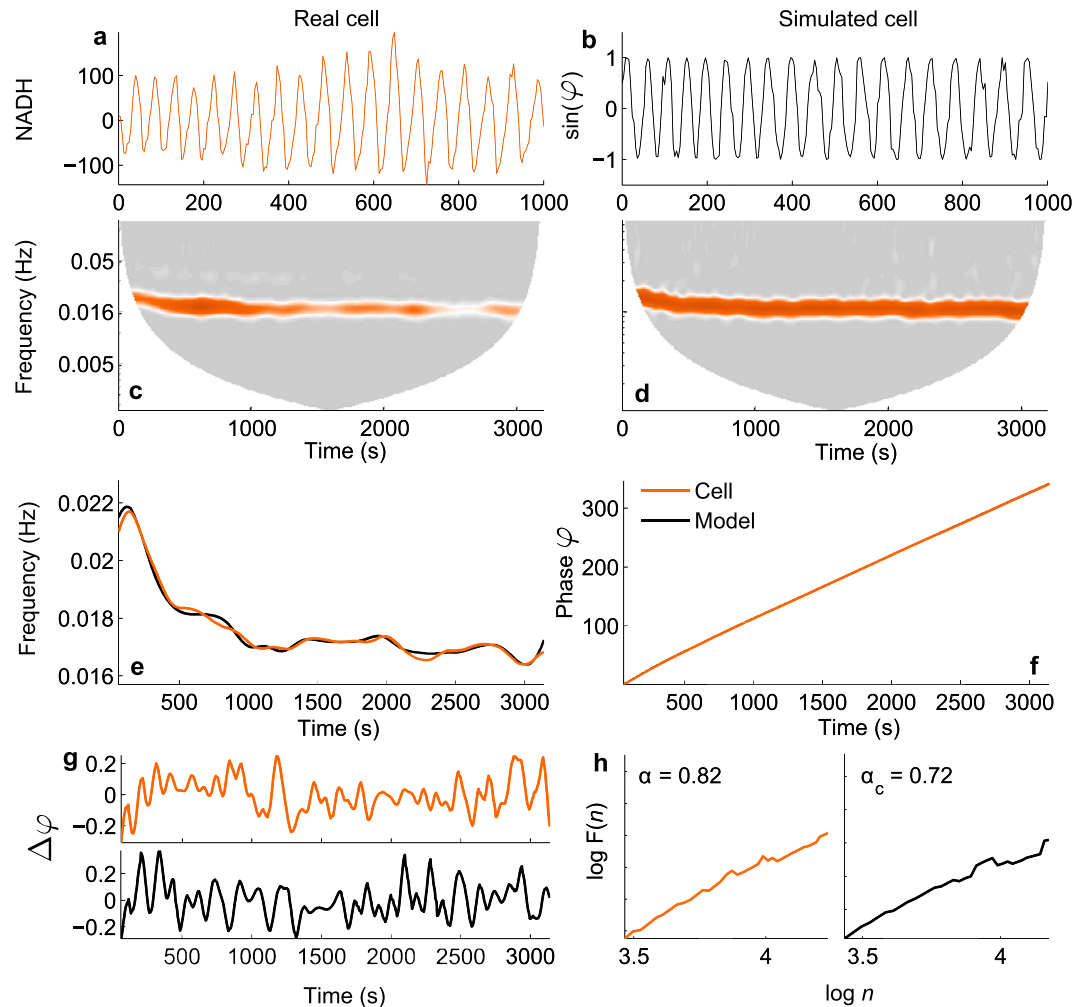 Real cell
Simulated cell
a
NADH
100
0
−100
0 200 400 600 800 1000
b
sin(φ)
1
0
−1
0 200 400 600 800 1000
Frequency (Hz)
0.05
0.016
0.005
c
0 1000 2000 3000
Time (s)
d
0 1000 2000 3000
Time (s)
Frequency (Hz)
0.022
0.02
0.018
0.016
e
500 1000 1500 2000 2500 3000
Time (s)
Cell
Model
Phase φ
300
200
100
f
500 1000 1500 2000 2500 3000
Time (s)
g
Δφ
0.2
0
−0.2
0.2
0
−0.2
500 1000 1500 2000 2500 3000
Time (s)
h
α = 0.82
log F(n)
3.5 4
αc = 0.72
3.5 4
log n